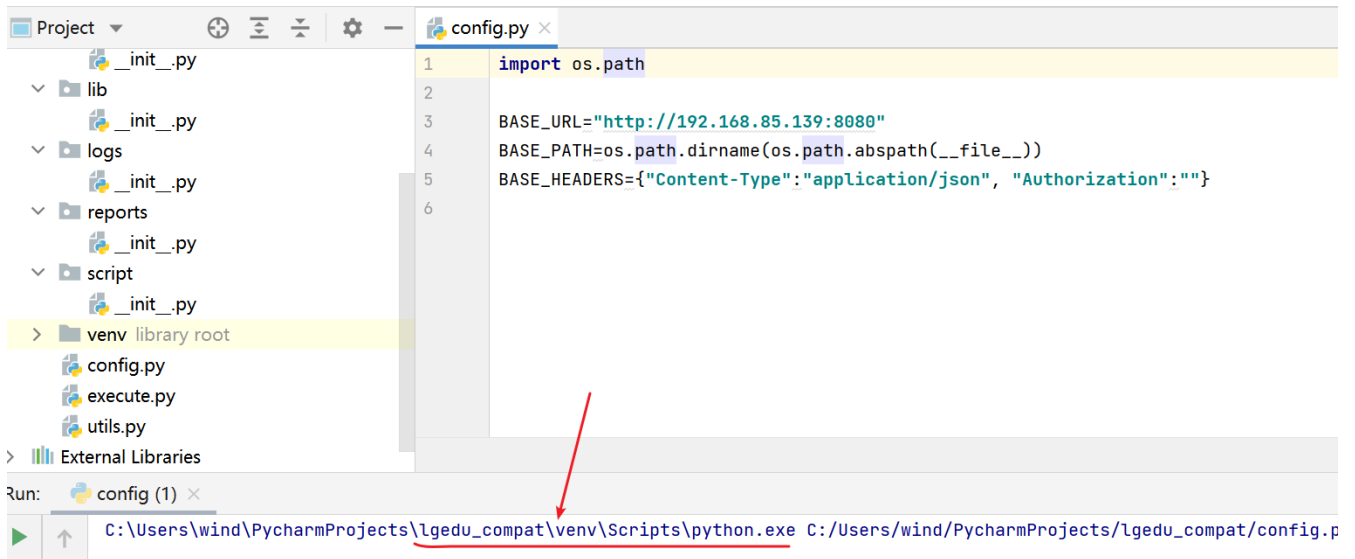 Project
__init__.py
lib
__init__.py
logs
__init__.py
reports
__init__.py
script
__init__.py
venv library root
config.py
execute.py
utils.py
External Libraries
config.py
1 import os.path
2
3 BASE_URL="http://192.168.85.139:8080"
4 BASE_PATH=os.path.dirname(os.path.abspath(__file__))
5 BASE_HEADERS={"Content-Type":"application/json", "Authorization":""}
6
Run: config (1)
C:\Users\wind\PycharmProjects\lgedu_compat\venv\Scripts\python.exe C:/Users/wind/PycharmProjects/lgedu_compat/config.p